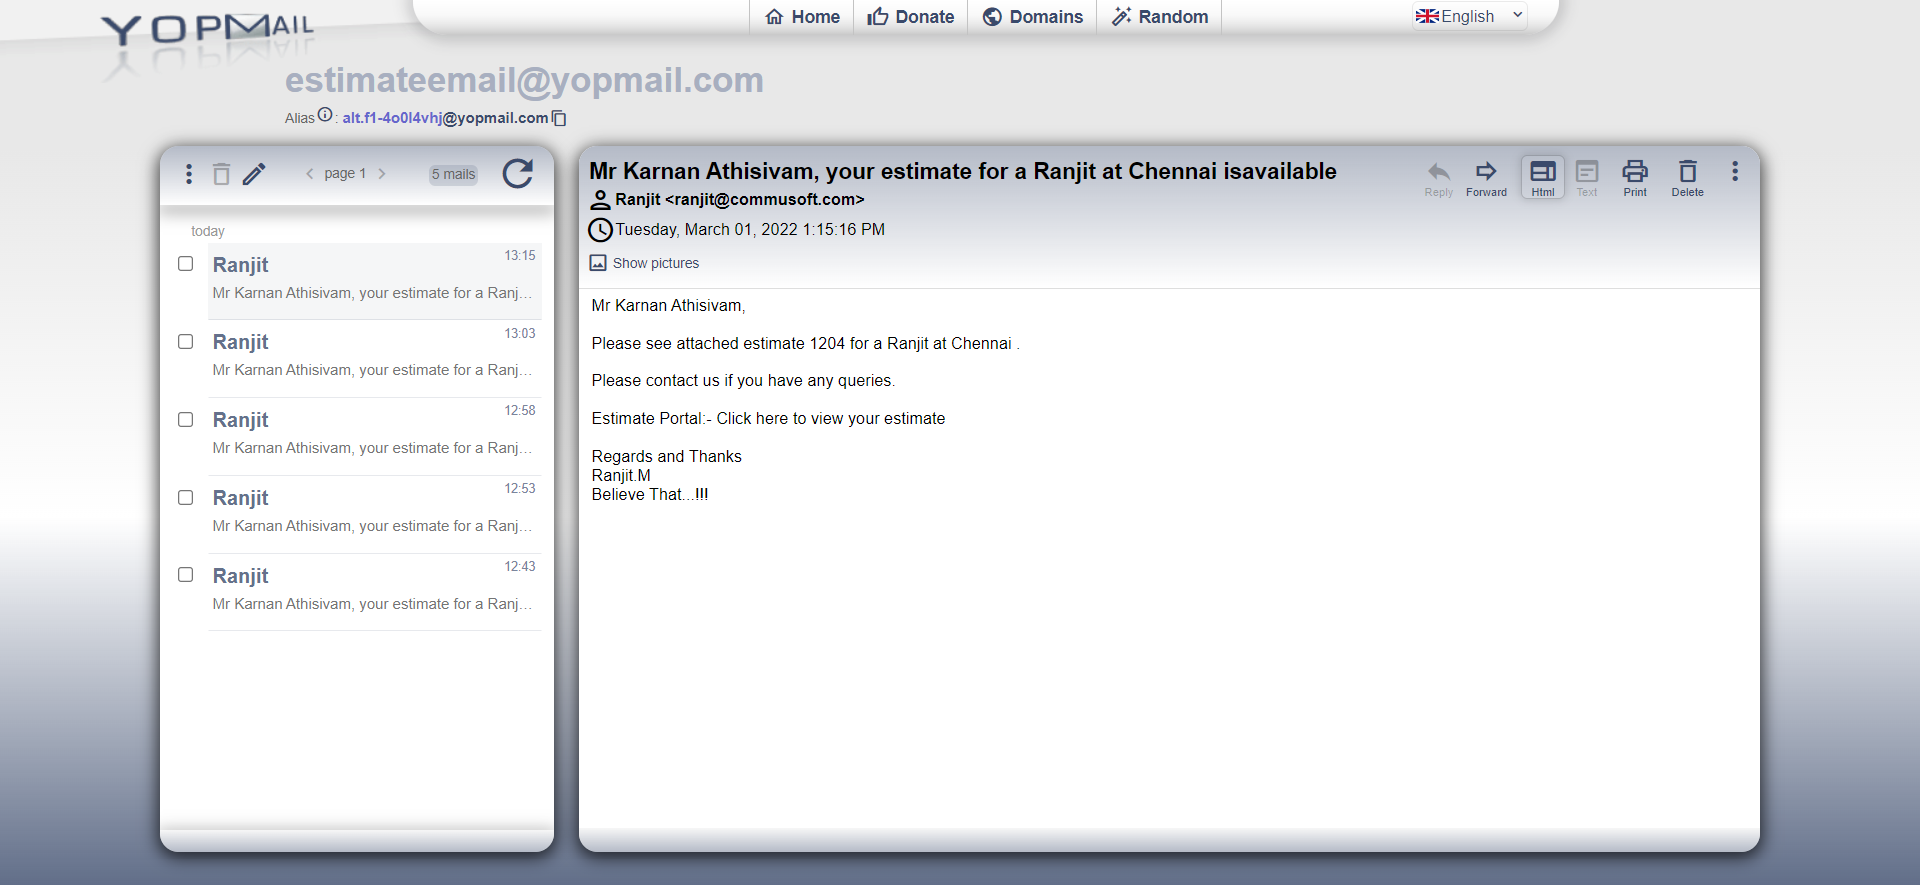 YOPMAIL
Home
Donate
Domains
Random
English
estimateemail@yopmail.com
Alias : alt.f1-4o0l4vhj@yopmail.com
page 1
5 mails
today
Ranjit 13:15
Mr Karnan Athisivam, your estimate for a Ranj...
Ranjit 13:03
Mr Karnan Athisivam, your estimate for a Ranj...
Ranjit 12:58
Mr Karnan Athisivam, your estimate for a Ranj...
Ranjit 12:53
Mr Karnan Athisivam, your estimate for a Ranj...
Ranjit 12:43
Mr Karnan Athisivam, your estimate for a Ranj...
Mr Karnan Athisivam, your estimate for a Ranjit at Chennai isavailable
Reply
Forward
Html
Text
Print
Delete
Ranjit <ranjit@commusoft.com>
Tuesday, March 01, 2022 1:15:16 PM
Show pictures
Mr Karnan Athisivam,
Please see attached estimate 1204 for a Ranjit at Chennai .
Please contact us if you have any queries.
Estimate Portal:- Click here to view your estimate
Regards and Thanks
Ranjit.M
Believe That...!!!